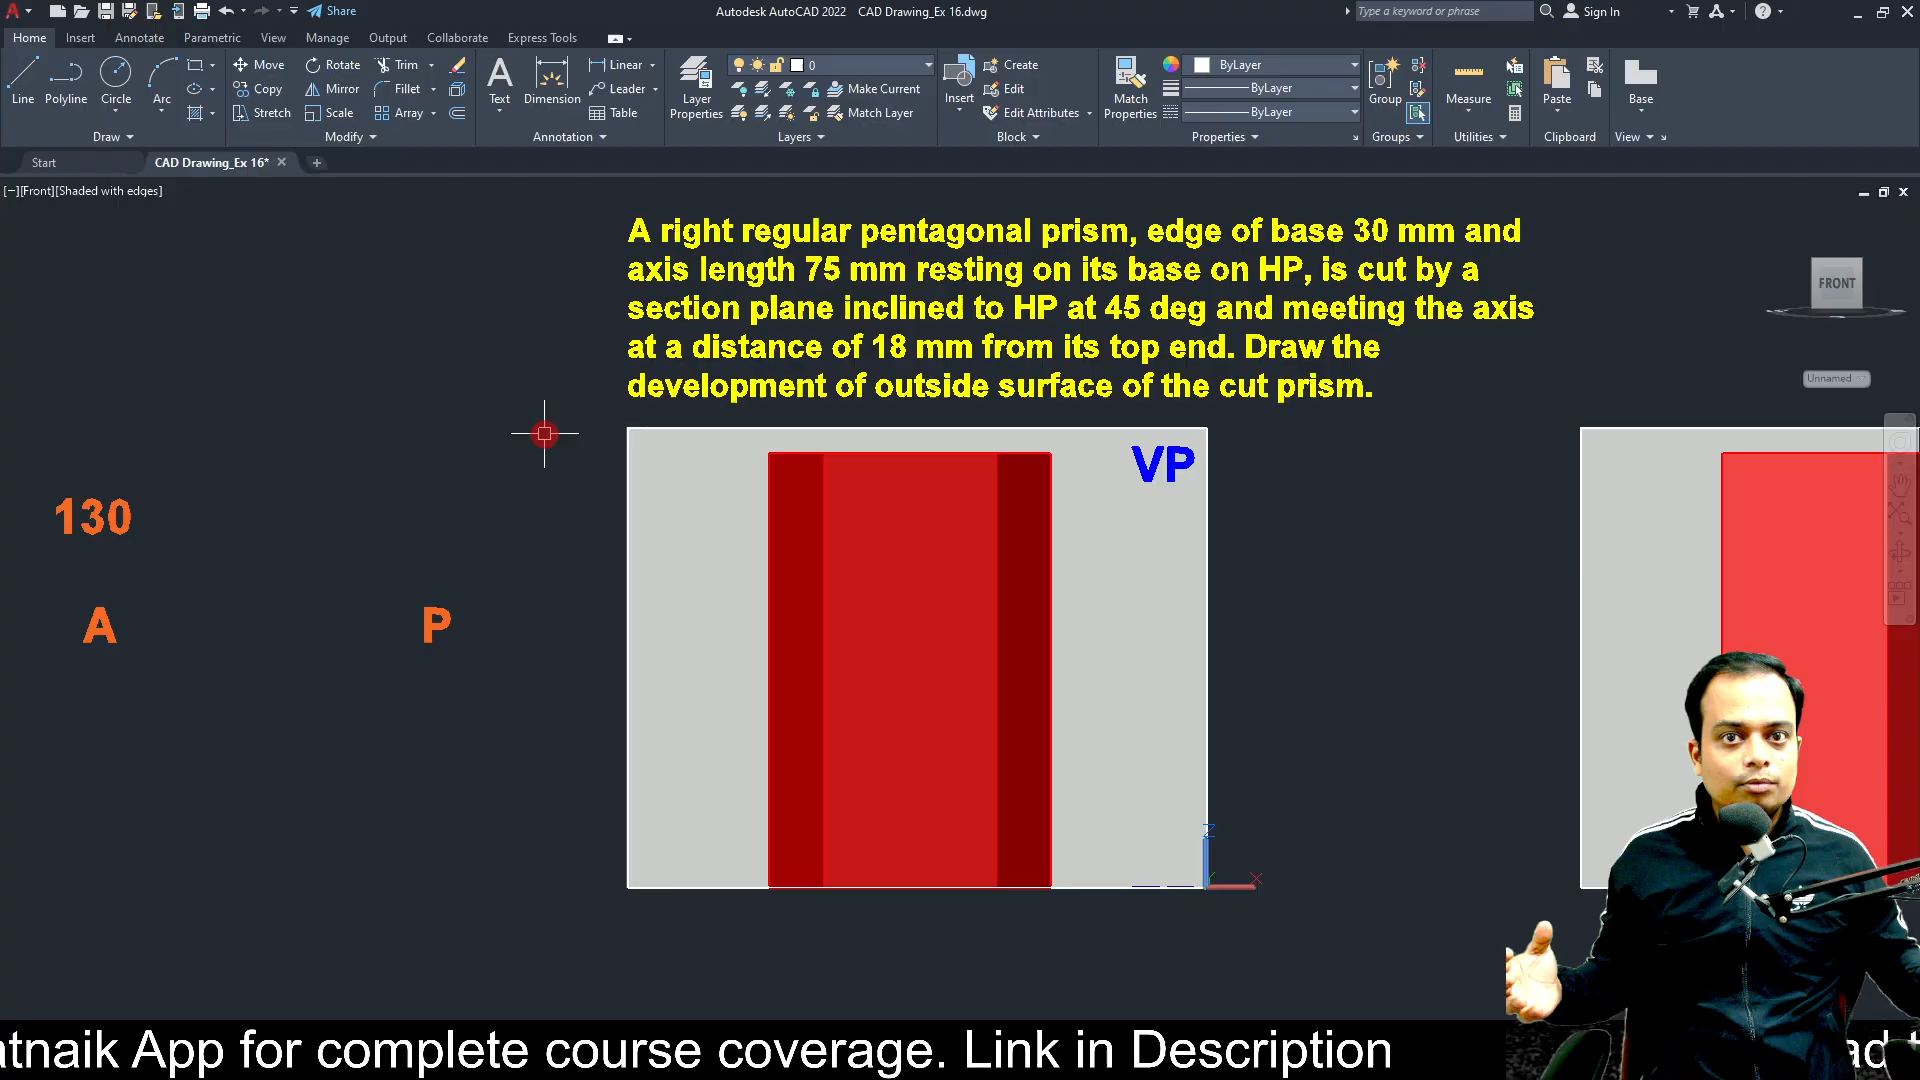 Share
Autodesk AutoCAD 2022 CAD Drawing_Ex 16.dwg
Type a keyword or phrase
Sign In
Home Insert Annotate Parametric View Manage Output Collaborate Express Tools
Line Polyline Circle Arc
Move Rotate Trim
Copy Mirror Fillet
Stretch Scale Array
Text Dimension
Linear
Leader
Table
Layer Properties
0
Make Current
Match Layer
Insert
Create
Edit
Edit Attributes
Match Properties
ByLayer
ByLayer
ByLayer
Group
Measure
Paste
Base
Draw Modify Annotation Layers Block Properties Groups Utilities Clipboard View
Start CAD Drawing_Ex 16*
[−][Front][Shaded with edges]
A right regular pentagonal prism, edge of base 30 mm and
axis length 75 mm resting on its base on HP, is cut by a
section plane inclined to HP at 45 deg and meeting the axis
at a distance of 18 mm from its top end. Draw the
development of outside surface of the cut prism.
FRONT
Unnamed
VP
130
A P
Z
X
atnaik App for complete course coverage. Link in Description